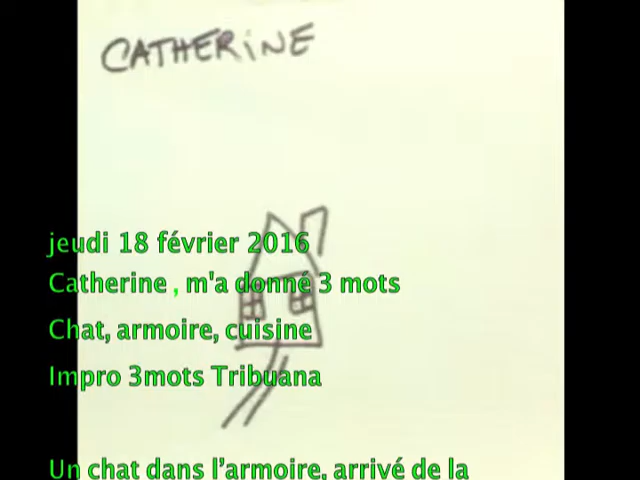 CATHERiNE
jeudi 18 février 2016
Catherine , m'a donné 3 mots
Chat, armoire, cuisine
Impro 3mots Tribuana
Un chat dans l’armoire, arrivé de la